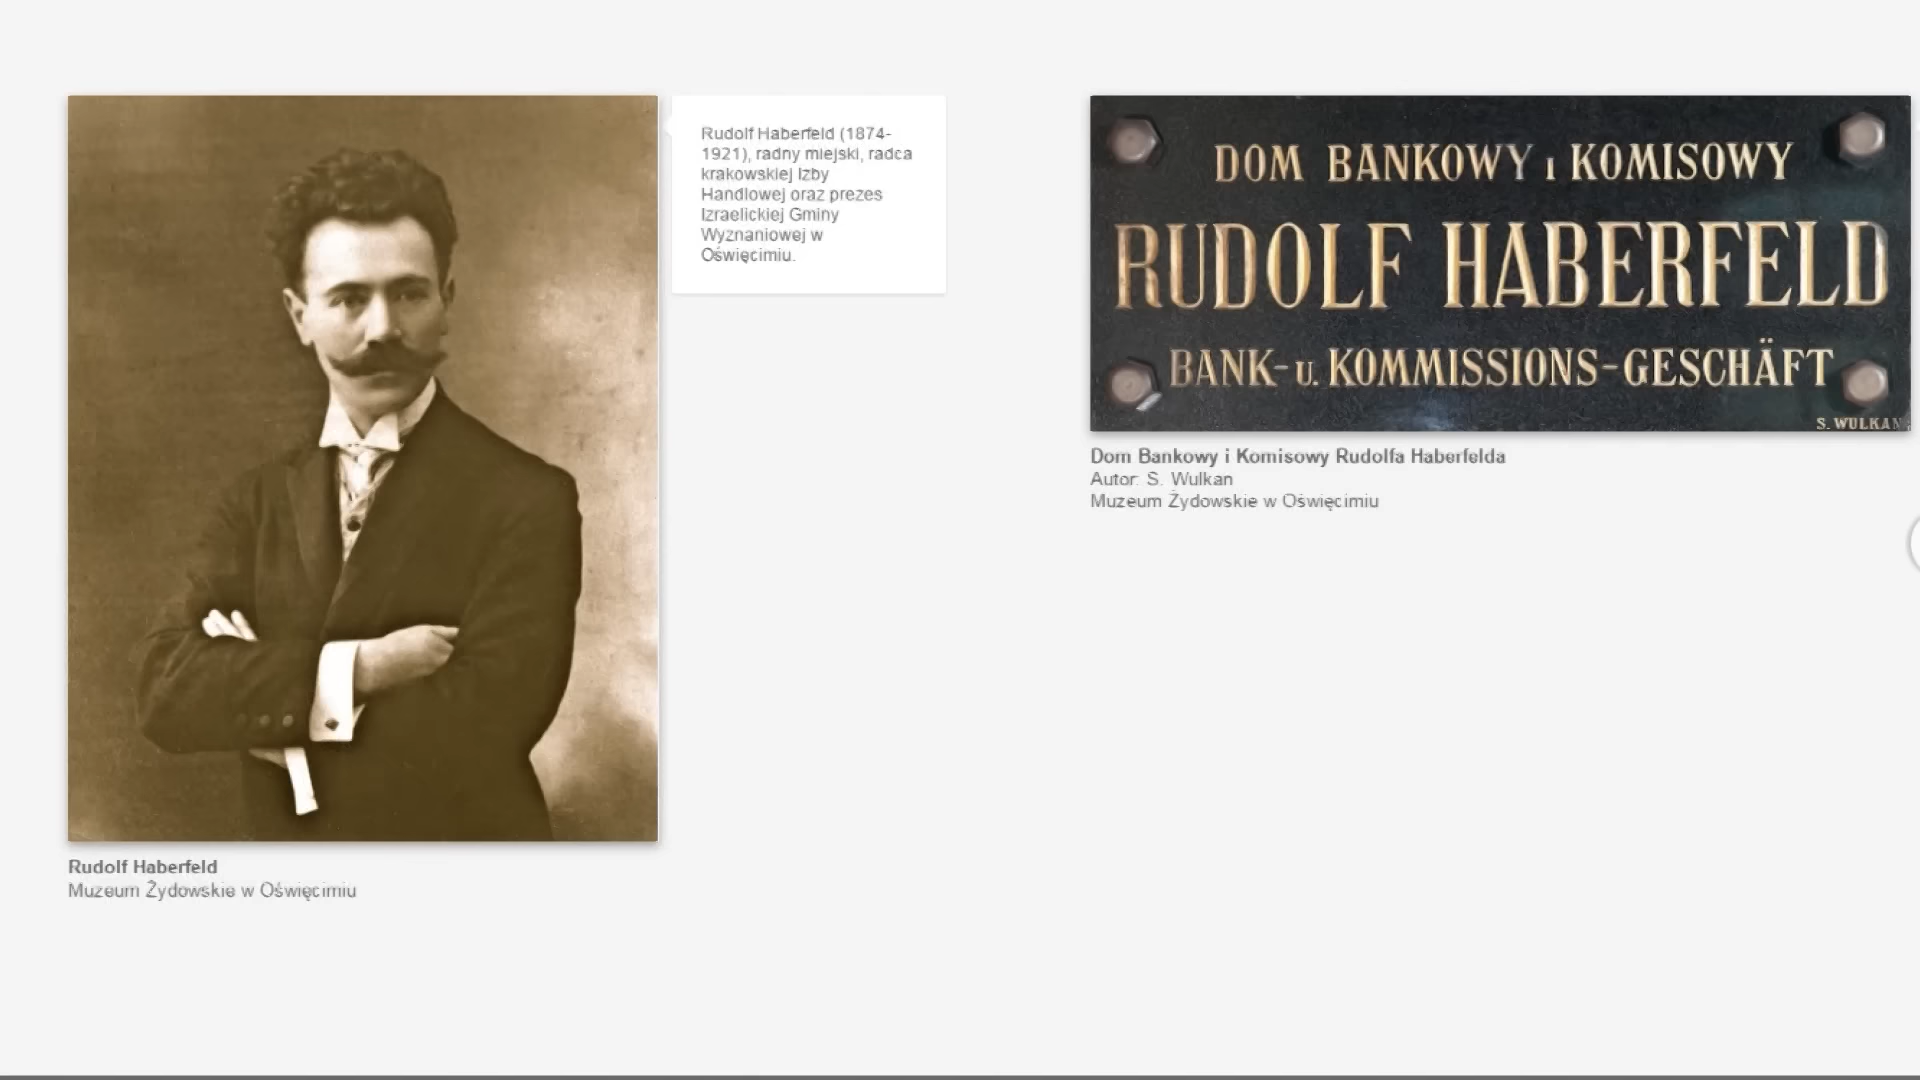 Rudolf Haberfeld (1874-
1921), radny miejski, radca
krakowskiej Izby
Handlowej oraz prezes
Izraelickiej Gminy
Wyznaniowej w
Oświęcimiu.
Rudolf Haberfeld
Muzeum Żydowskie w Oświęcimiu
DOM BANKOWY i KOMISOWY
RUDOLF HABERFELD
BANK- u. KOMMISSIONS-GESCHÄFT
S. WULKAN
Dom Bankowy i Komisowy Rudolfa Haberfelda
Autor: S. Wulkan
Muzeum Żydowskie w Oświęcimiu